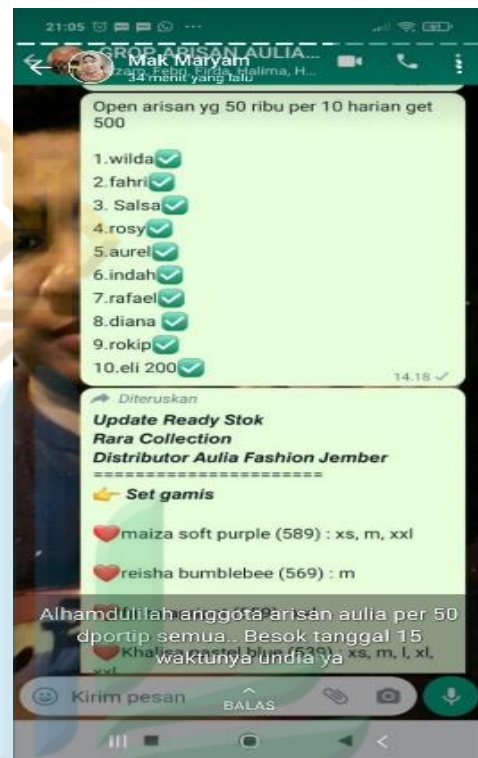 21:05
GROP ARISAN AULIA...
Mak Maryam
Febri, Firda, Halima, H...
34 menit yang lalu
Open arisan yg 50 ribu per 10 harian get
500
1.wilda✅
2.fahri✅
3. Salsa✅
4.rosy✅
5.aurel✅
6.indah✅
7.rafael✅
8.diana ✅
9.rokip✅
10.eli 200✅
14.18
Diteruskan
Update Ready Stok
Rara Collection
Distributor Aulia Fashion Jember
======================
👉 Set gamis
❤️maiza soft purple (589) : xs, m, xxl
❤️reisha bumblebee (569) : m
Alhamdulilah anggota arisan aulia per 50
dportip semua.. Besok tanggal 15
❤️Khalisa pastel blue (539) : xs, m, l, xl,
waktunya undia ya
xxl
Kirim pesan
BALAS